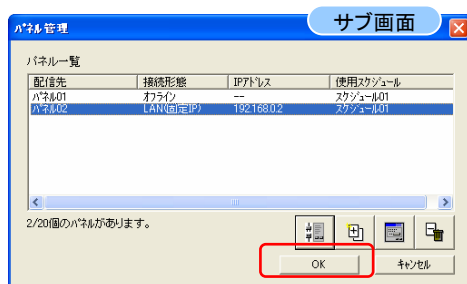 パネル管理
サブ画面
パネル一覧
配信先 接続形態 IPアドレス 使用スケジュール
パネル01 オフライン -- スケジュール01
パネル02 LAN(固定IP) 192.168.0.2 スケジュール01
2/20個のパネルがあります。
OK キャンセル